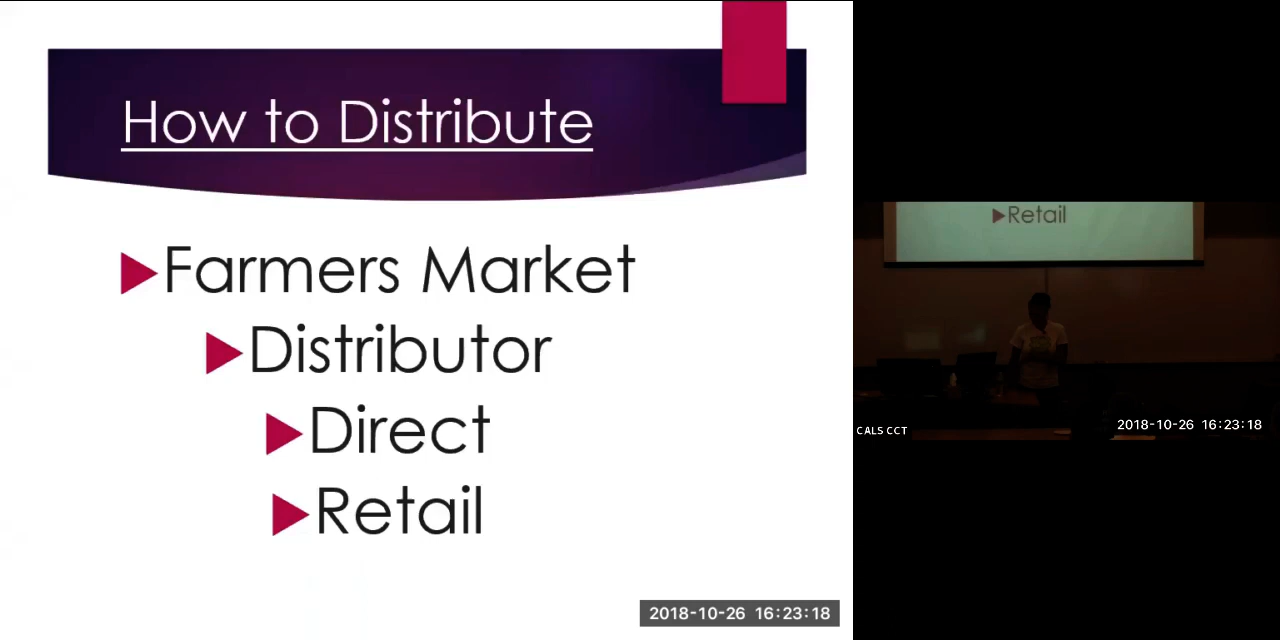 How to Distribute
Farmers Market
Distributor
Direct
Retail
2018-10-26 16:23:18
Retail
CALS CCT
2018-10-26 16:23:18